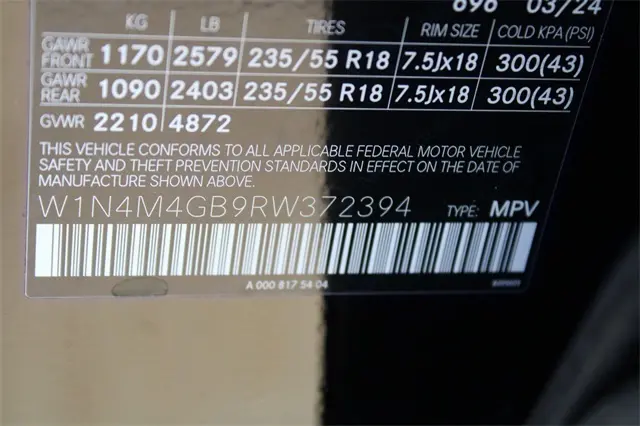 696 03/24
KG LB TIRES RIM SIZE COLD KPA(PSI)
GAWR FRONT 1170 2579 235/55 R18 7.5Jx18 300(43)
GAWR REAR 1090 2403 235/55 R18 7.5Jx18 300(43)
GVWR 2210 4872
THIS VEHICLE CONFORMS TO ALL APPLICABLE FEDERAL MOTOR VEHICLE
SAFETY AND THEFT PREVENTION STANDARDS IN EFFECT ON THE DATE OF
MANUFACTURE SHOWN ABOVE.
W1N4M4GB9RW372394 TYPE: MPV
A 000 817 54 04